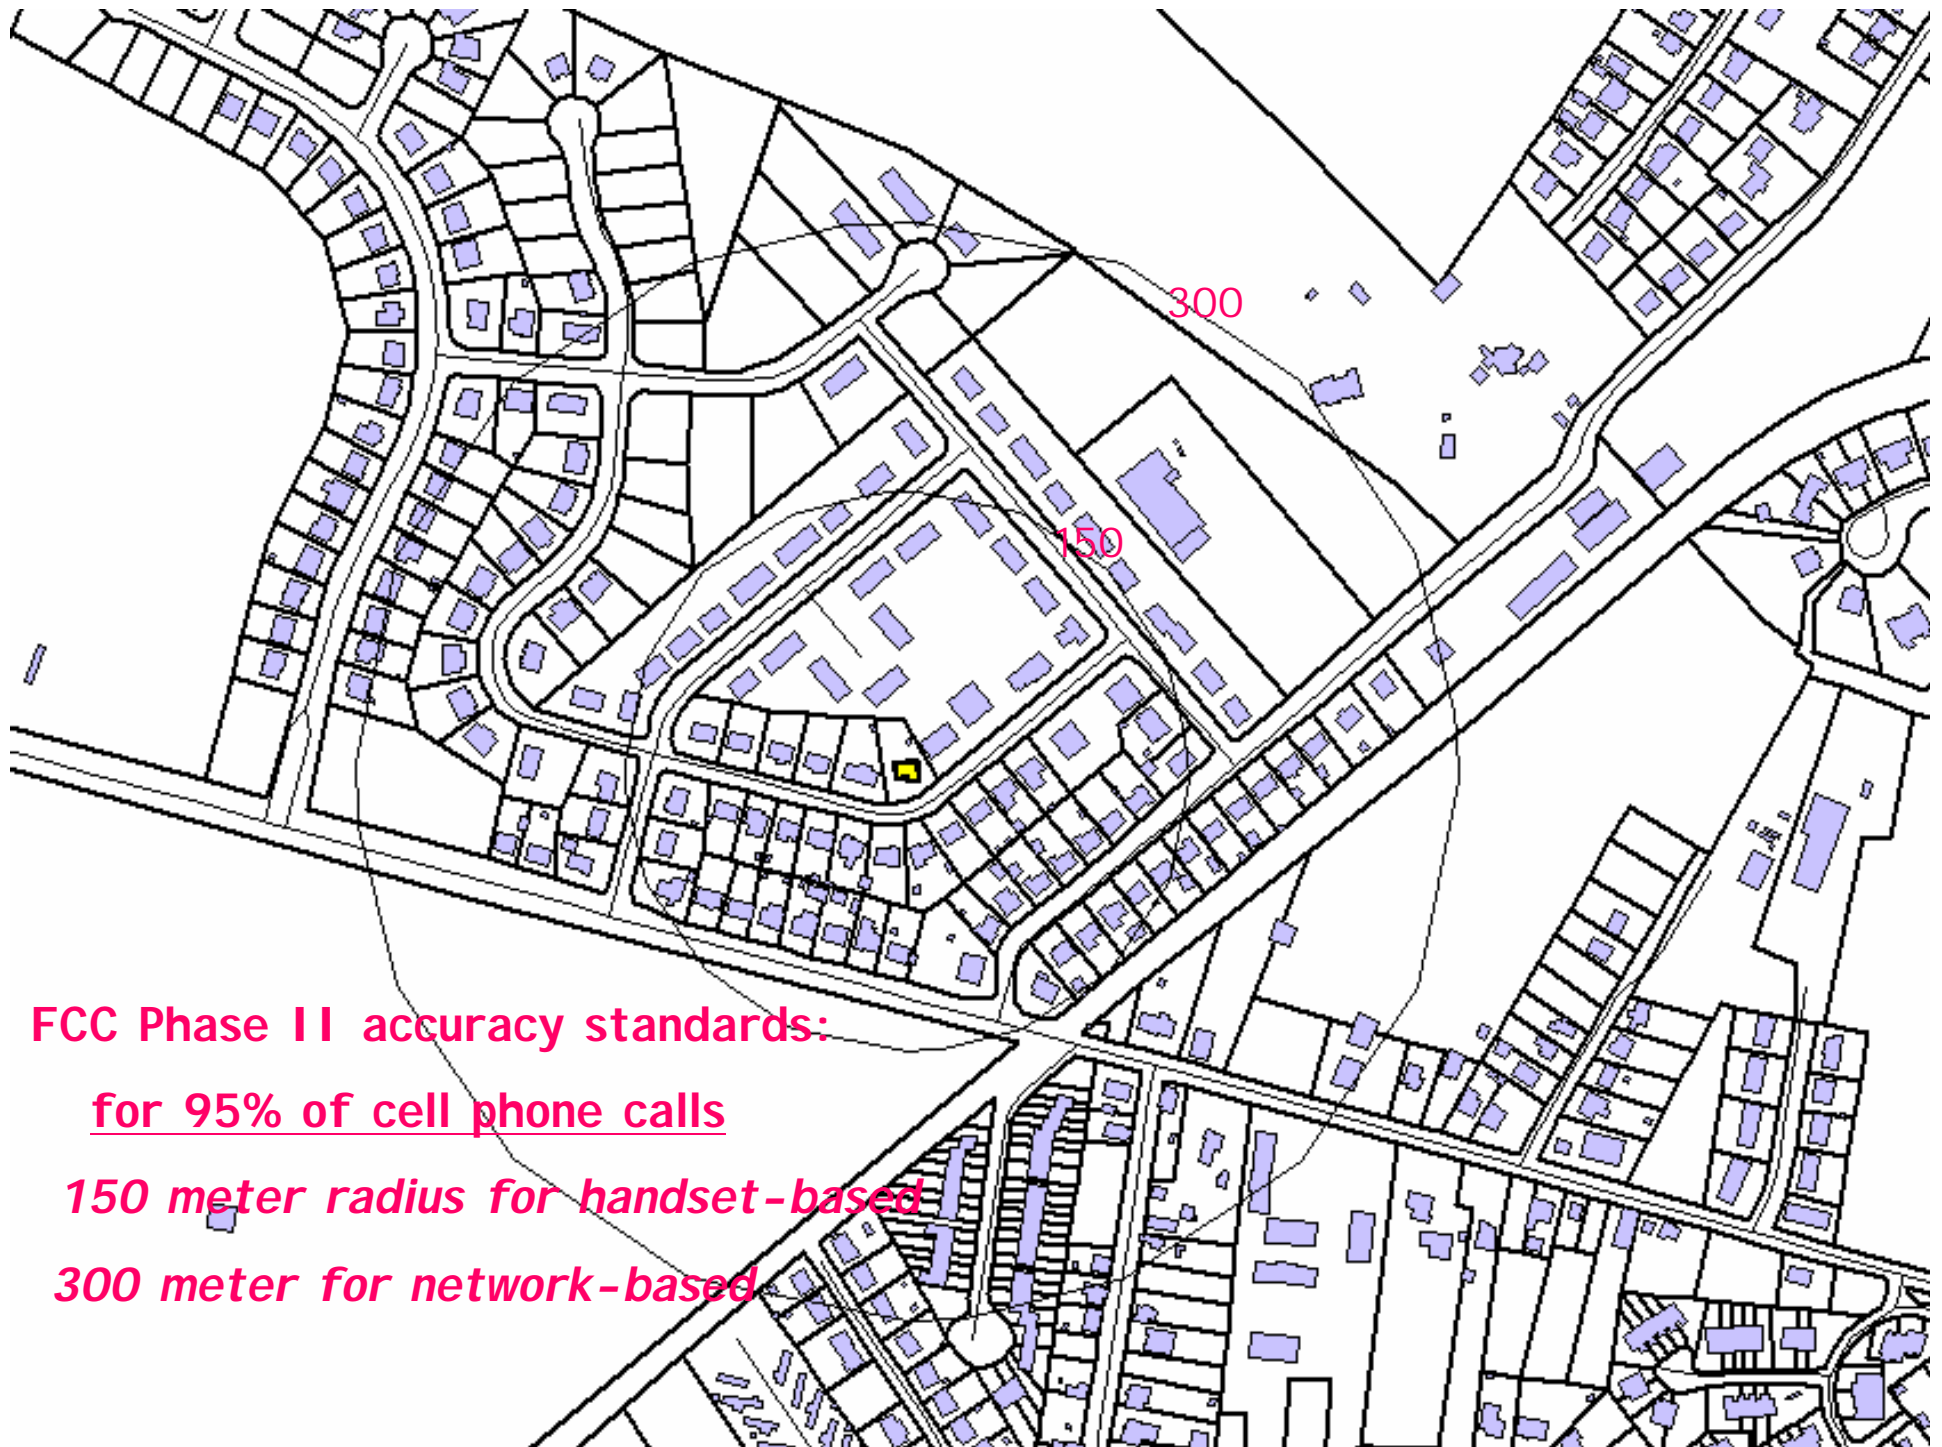 300
150
FCC Phase II accuracy standards:
for 95% of cell phone calls
150 meter radius for handset-based
300 meter for network-based